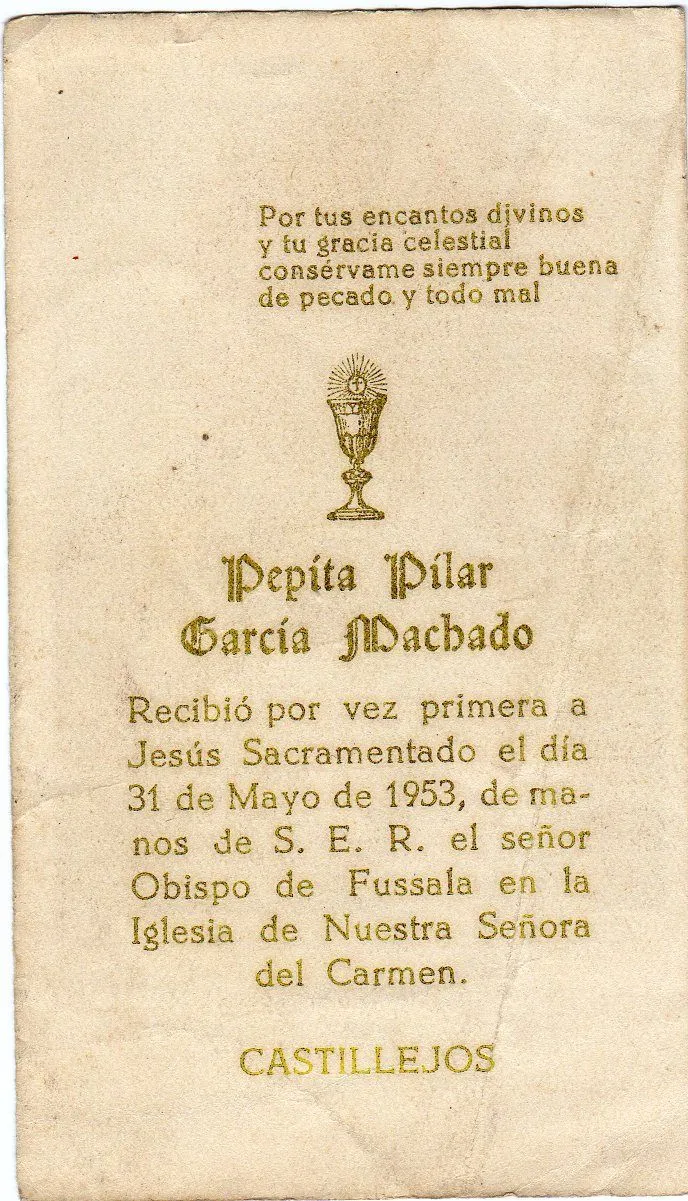 Por tus encantos divinos
y tu gracia celestial
consérvame siempre buena
de pecado y todo mal
Pepita Pilar
García Machado
Recibió por vez primera a
Jesús Sacramentado el día
31 de Mayo de 1953, de ma-
nos de S. E. R. el señor
Obispo de Fussala en la
Iglesia de Nuestra Señora
del Carmen.
CASTILLEJOS